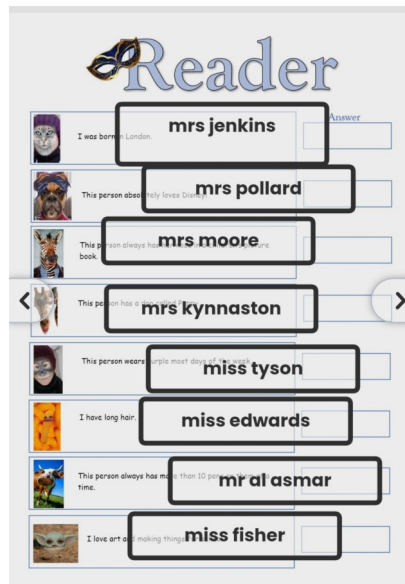 Reader
Answer
I was born in London.
mrs jenkins
This person absolutely loves Disney!
mrs pollard
This person always has
mrs moore
book.
This person has a dog called
mrs kynnaston
This person wears purple most days of the week.
miss tyson
I have long hair.
miss edwards
This person always has more than 10 pens
time.
mr al asmar
I love art and making things
miss fisher